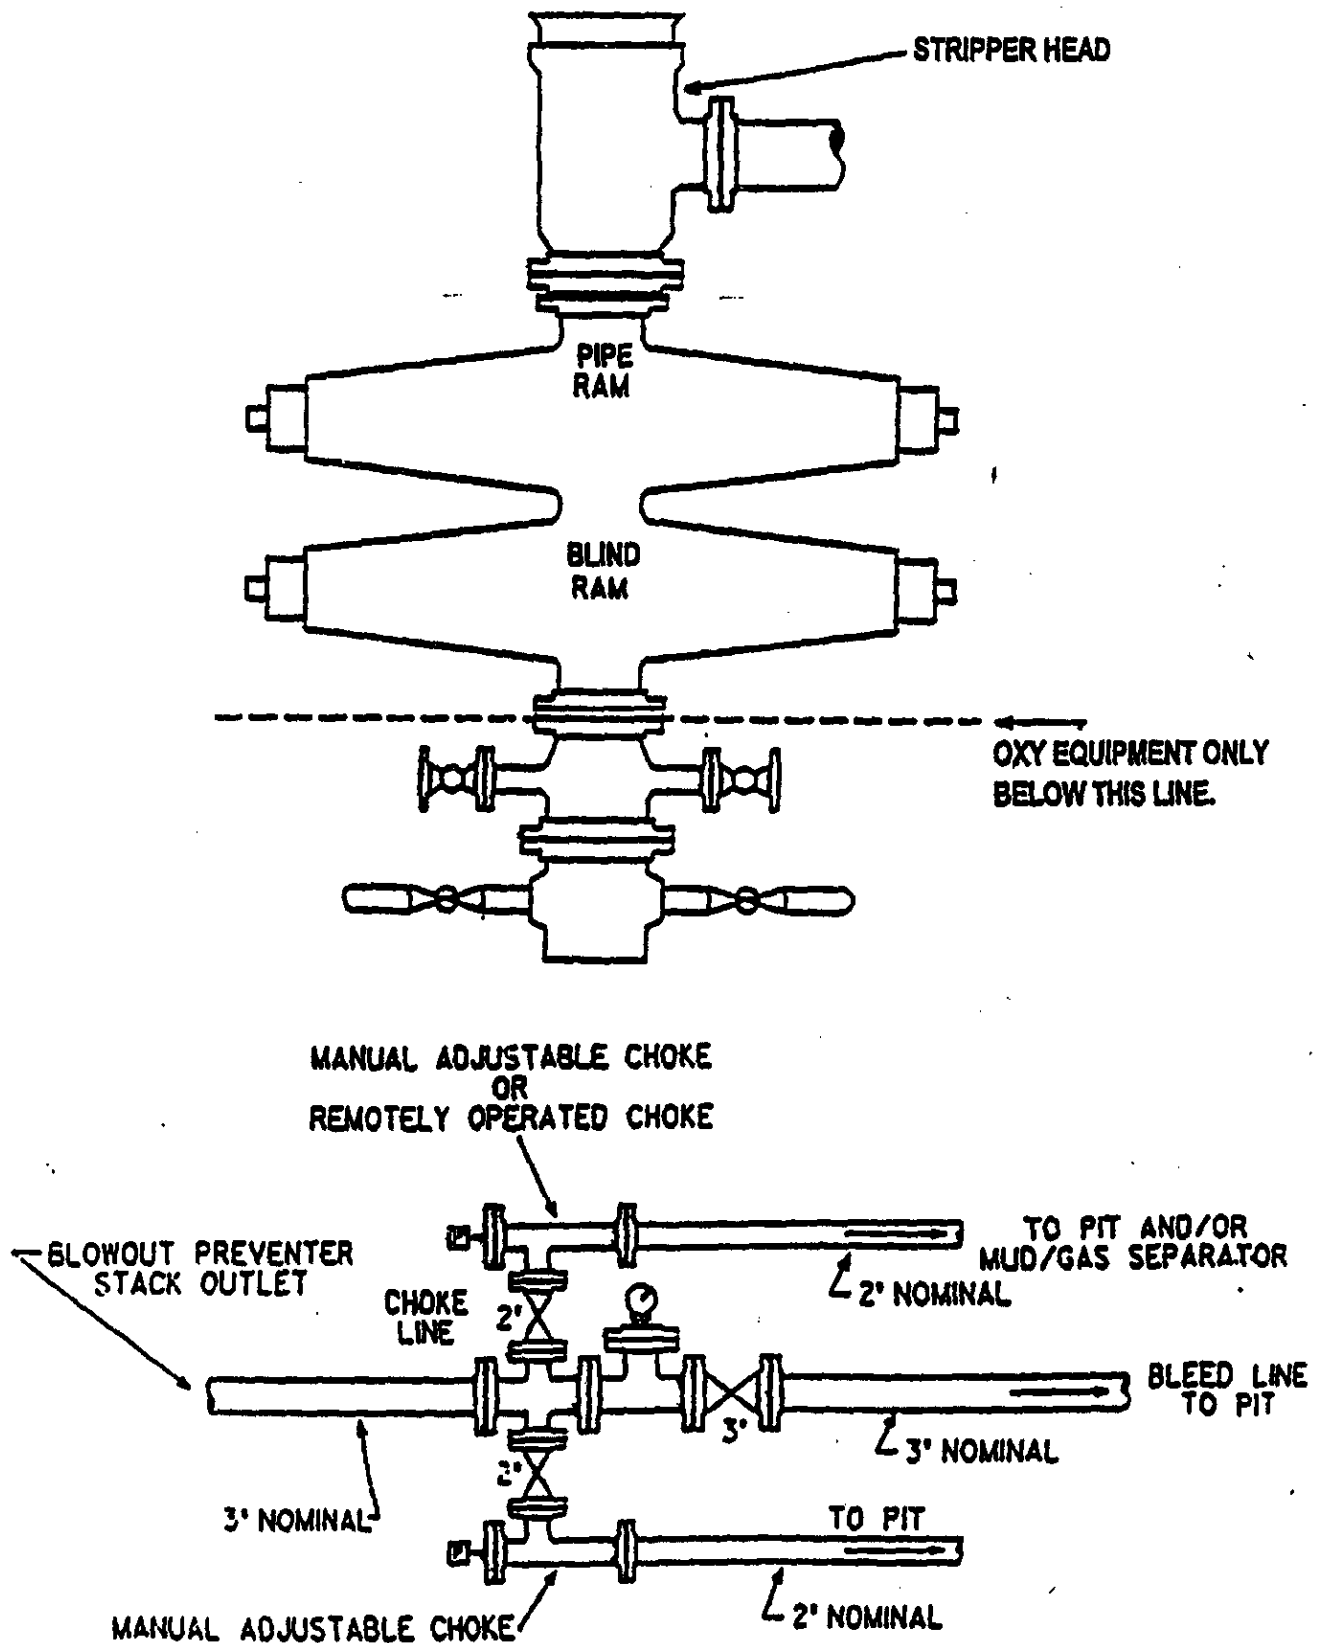 STRIPPER HEAD
PIPE
RAM
BLIND
RAM
OXY EQUIPMENT ONLY
BELOW THIS LINE.
MANUAL ADJUSTABLE CHOKE
OR
REMOTELY OPERATED CHOKE
BLOWOUT PREVENTER
STACK OUTLET
TO PIT AND/OR
MUD/GAS SEPARATOR
2" NOMINAL
CHOKE
LINE
2"
BLEED LINE
TO PIT
3"
3" NOMINAL
2"
3" NOMINAL
TO PIT
2" NOMINAL
MANUAL ADJUSTABLE CHOKE